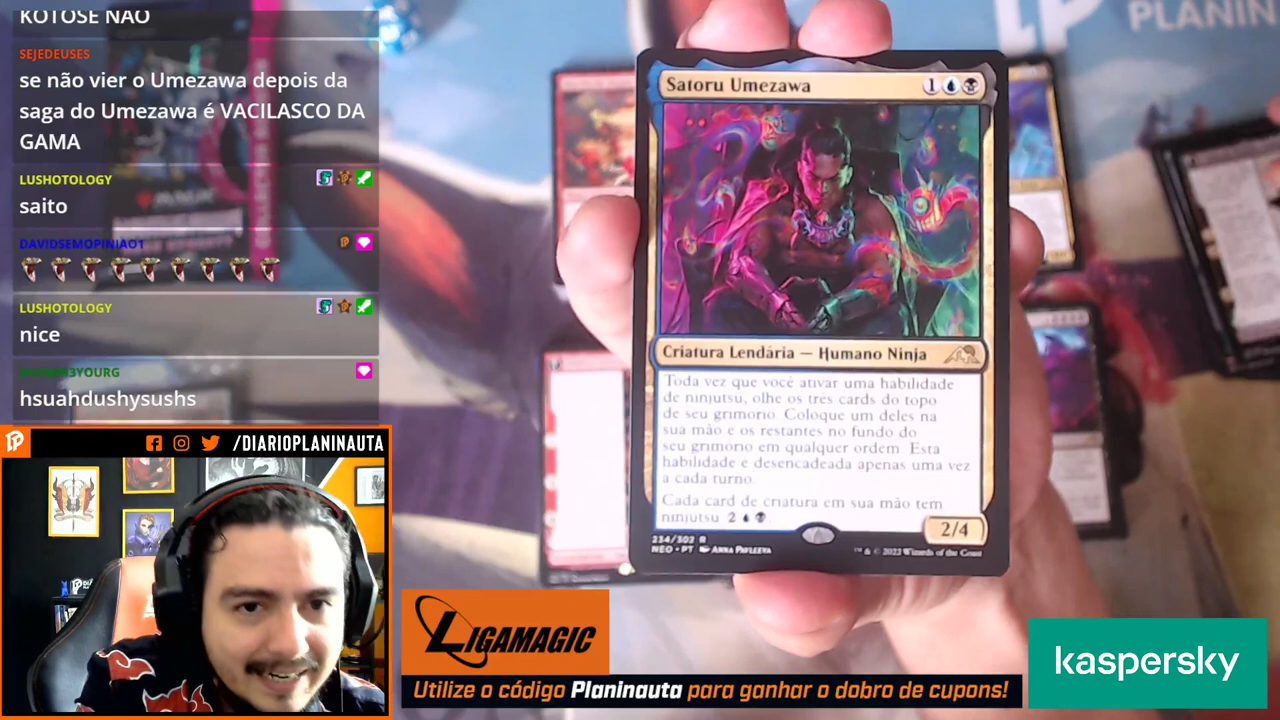 KOTOSE NÃO
SEJEDEUSES
se não vier o Umezawa depois da
saga do Umezawa é VACILASCO DA
GAMA
LUSHOTOLOGY
saito
DAVIDSEMOPINIAO1
LUSHOTOLOGY
nice
hsuahdushysushs
/DIARIOPLANINAUTA
PLANIN
Satoru Umezawa
1
Criatura Lendária — Humano Ninja
Toda vez que você ativar uma habilidade
de ninjutsu, olhe os três cards do topo
de seu grimório. Coloque um deles na
sua mão e os restantes no fundo do
seu grimório em qualquer ordem. Esta
habilidade é desencadeada apenas uma vez
a cada turno.
Cada card de criatura em sua mão tem
ninjutsu 2
2/4
234/302 R
NEO • PT ANNA PAVLEEVA
™ & © 2022 Wizards of the Coast
LIGAMAGIC
Utilize o código Planinauta para ganhar o dobro de cupons!
kaspersky